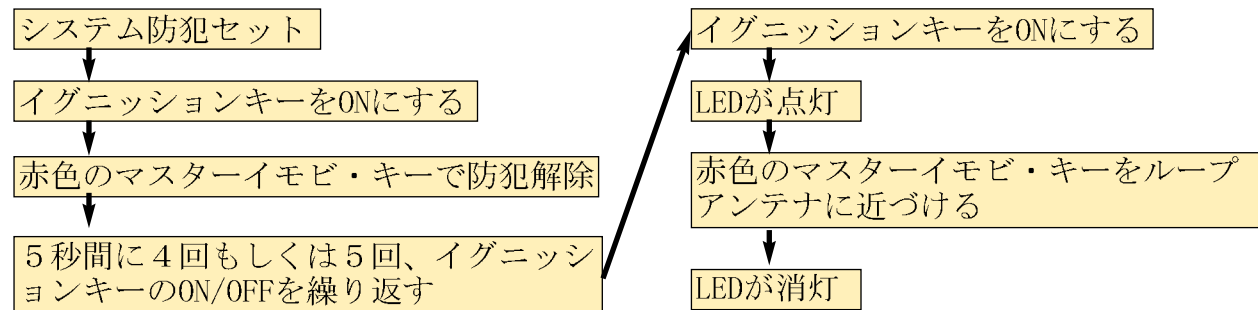 システム防犯セット
イグニッションキーをONにする
赤色のマスターイモビ・キーで防犯解除
５秒間に４回もしくは５回、イグニッシ
ョンキーのON/OFFを繰り返す
イグニッションキーをONにする
LEDが点灯
赤色のマスターイモビ・キーをループ
アンテナに近づける
LEDが消灯